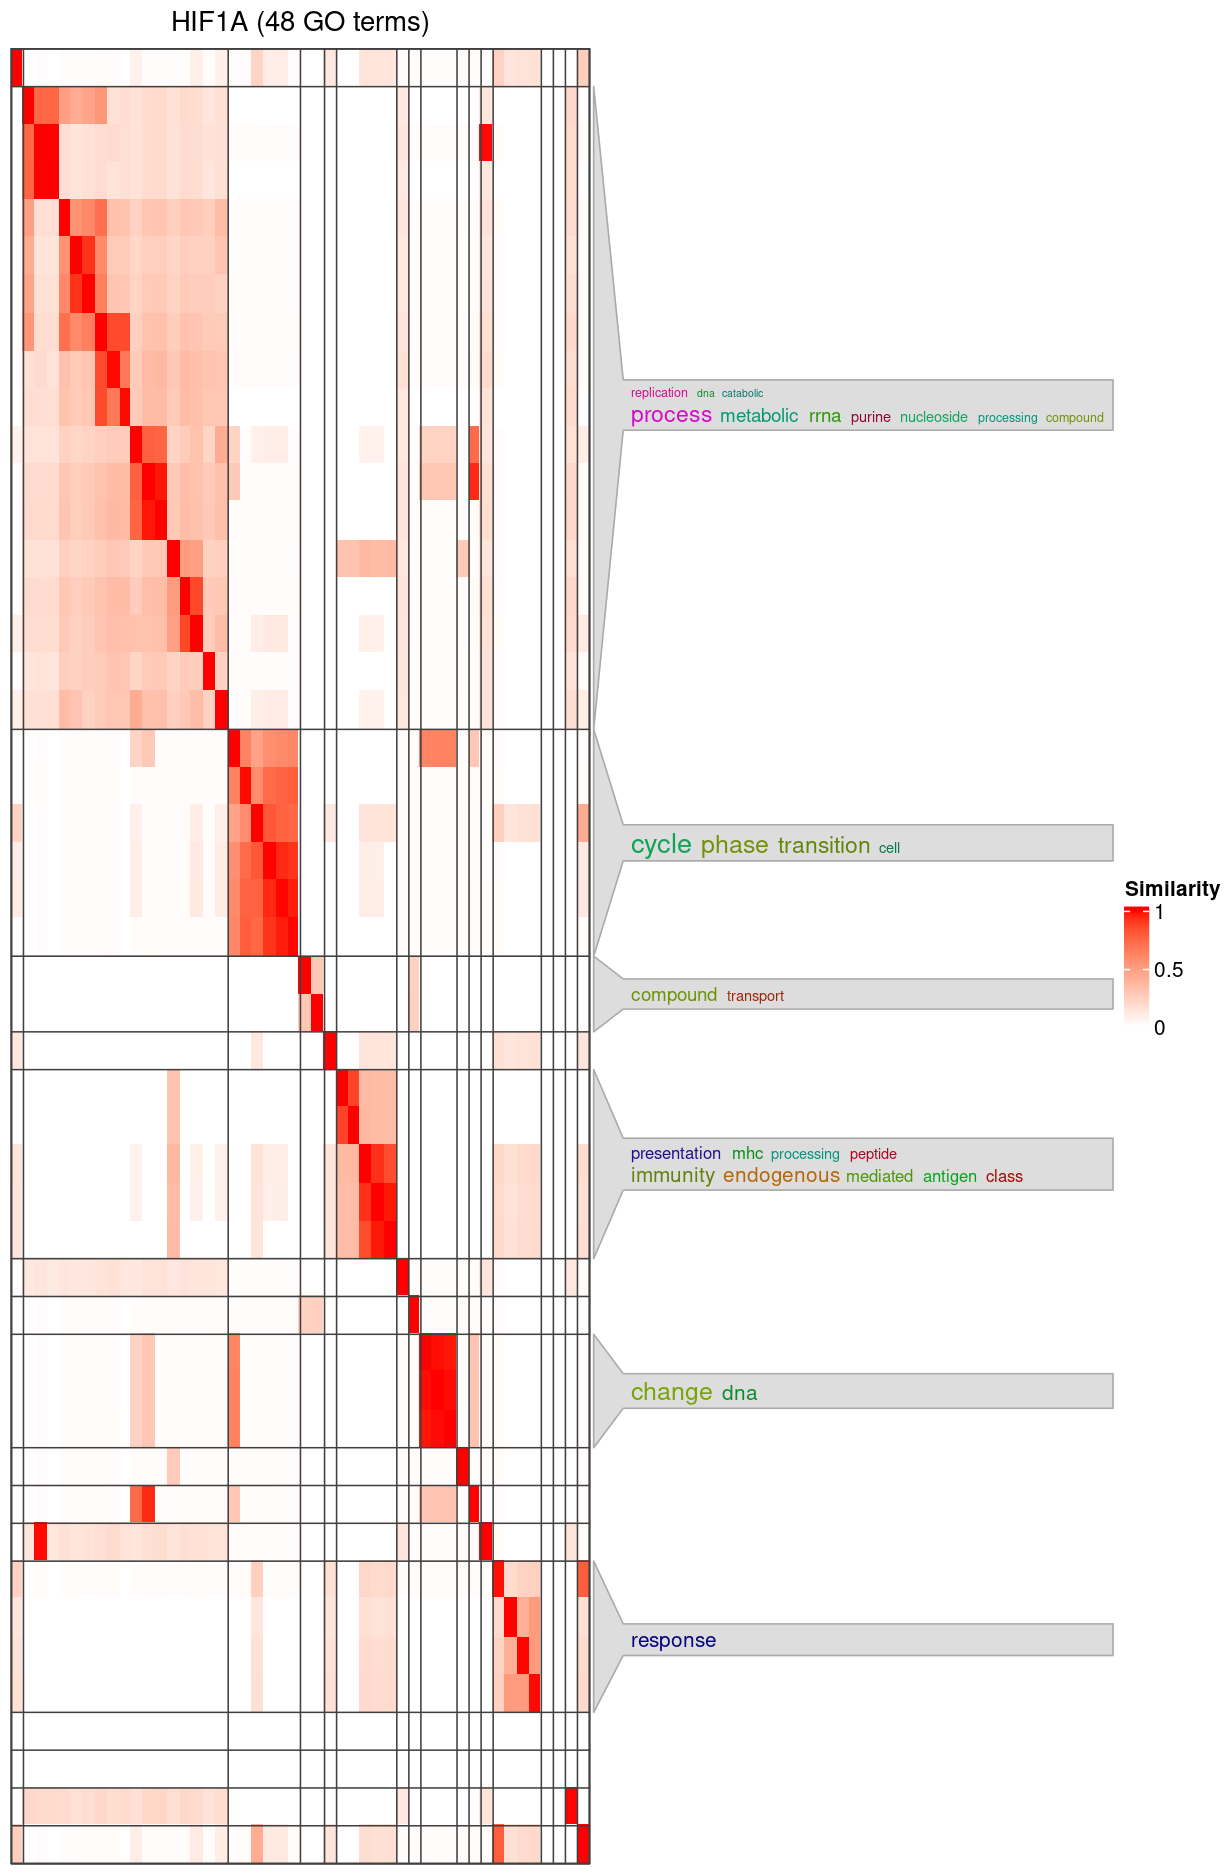 HIF1A (48 GO terms)
replication dna catabolic
process metabolic rrna purine nucleoside processing compound
cycle phase transition cell
Similarity
1
0.5
0
compound transport
presentation mhc processing peptide
immunity endogenous mediated antigen class
change dna
response